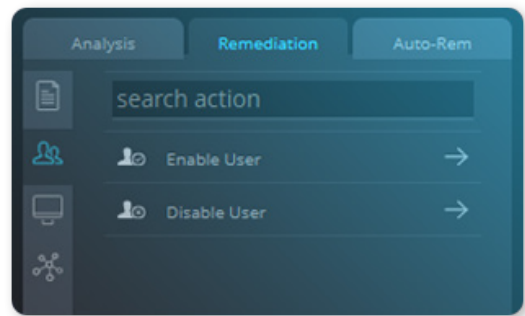 Analysis Remediation Auto-Rem
search action
Enable User
Disable User